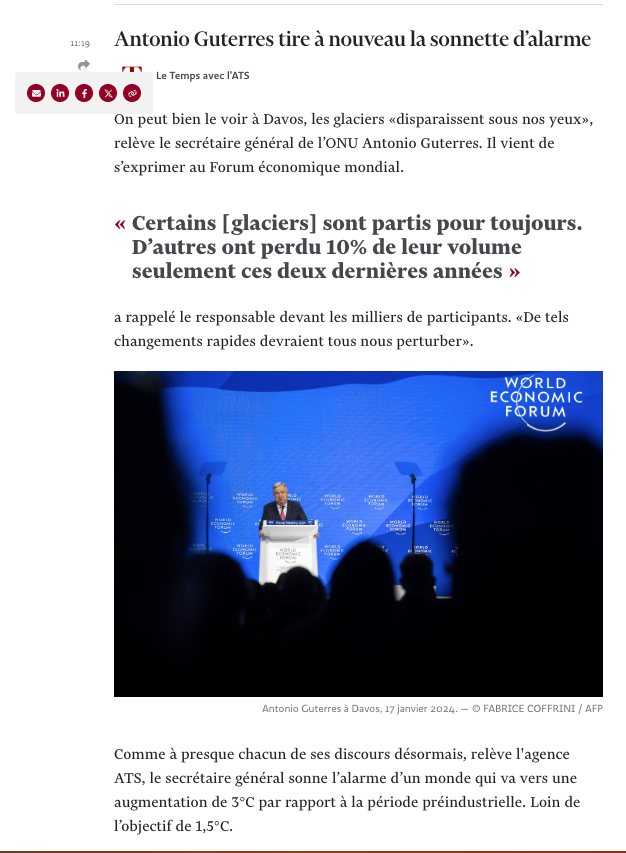 Antonio Guterres tire à nouveau la sonnette d’alarme
11:19
Le Temps avec l’ATS
On peut bien le voir à Davos, les glaciers «disparaissent sous nos yeux»,
relève le secrétaire général de l’ONU Antonio Guterres. Il vient de
s’exprimer au Forum économique mondial.
« Certains [glaciers] sont partis pour toujours.
D’autres ont perdu 10% de leur volume
seulement ces deux dernières années »
a rappelé le responsable devant les milliers de participants. «De tels
changements rapides devraient tous nous perturber».
WORLD
ECONOMIC
FORUM
WORLD
ECONOMIC
FORUM
Antonio Guterres à Davos, 17 janvier 2024. — © FABRICE COFFRINI / AFP
Comme à presque chacun de ses discours désormais, relève l'agence
ATS, le secrétaire général sonne l’alarme d’un monde qui va vers une
augmentation de 3°C par rapport à la période préindustrielle. Loin de
l’objectif de 1,5°C.